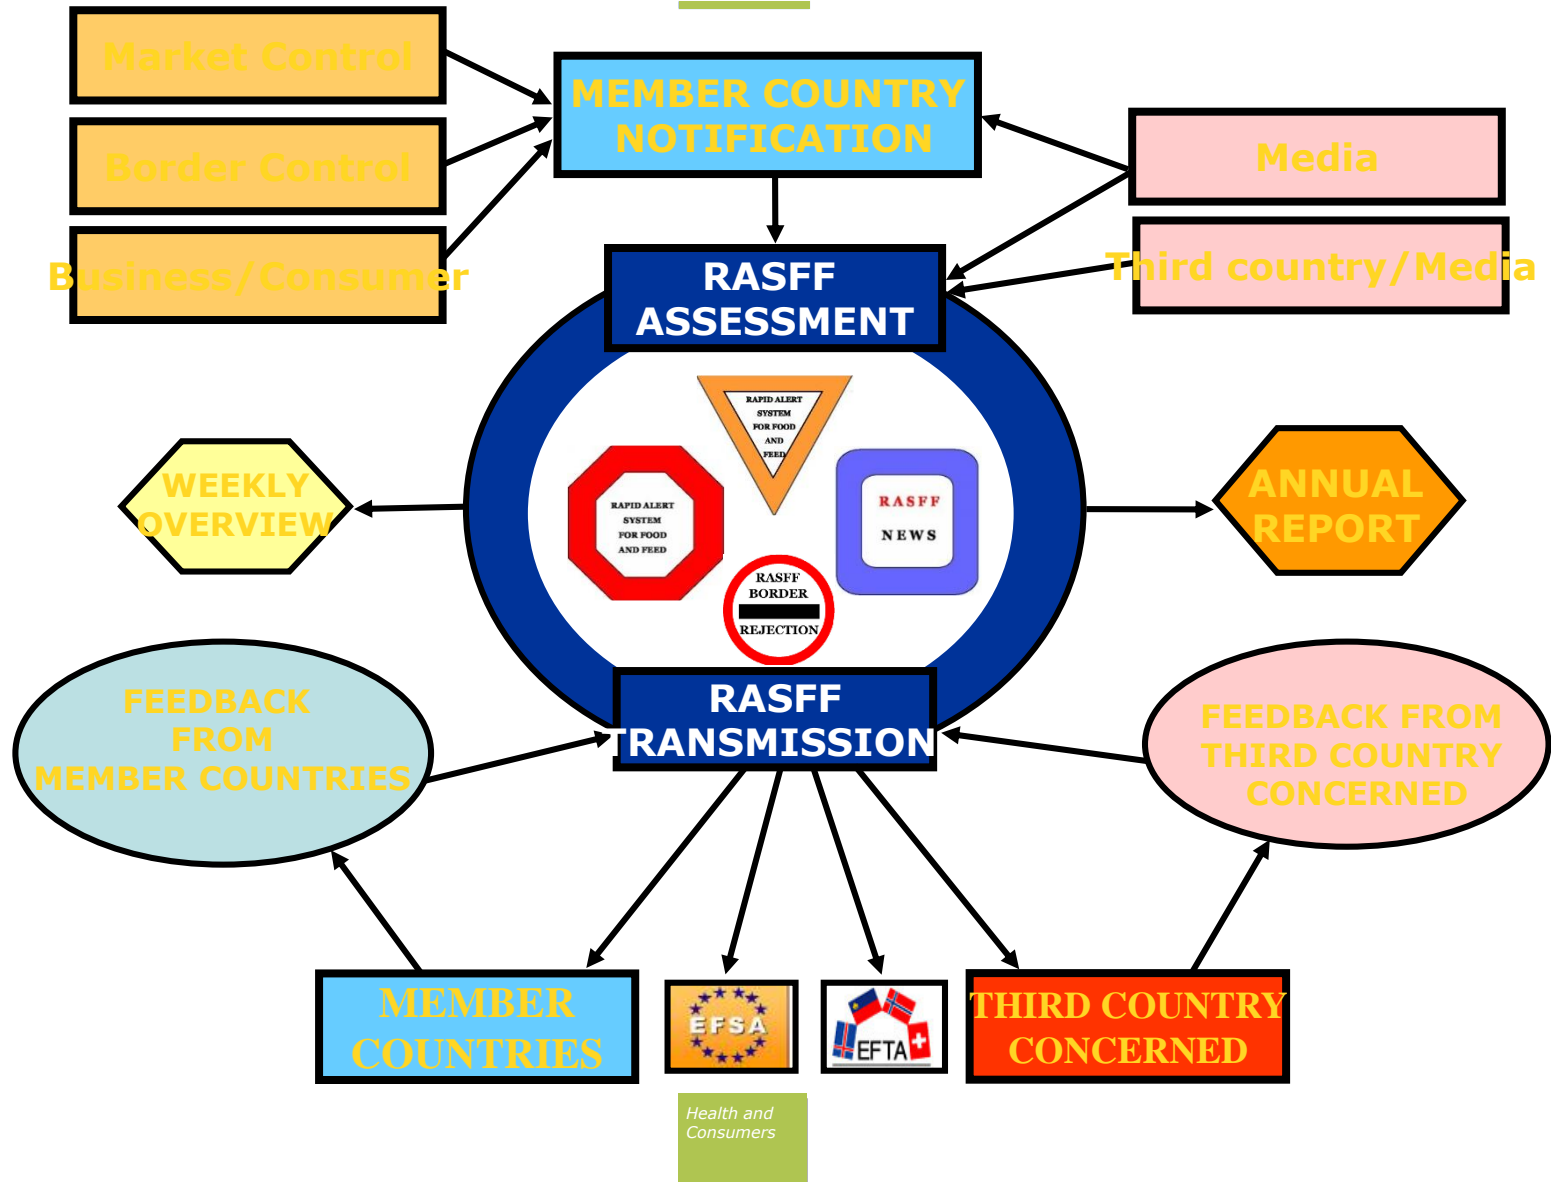 Market Control
Border Control
Business/Consumer
MEMBER COUNTRY
NOTIFICATION
Media
Third country/Media
RASFF
ASSESSMENT
RAPID ALERT
SYSTEM
FOR FOOD
AND
FEED
RAPID ALERT
SYSTEM
FOR FOOD
AND FEED
RASFF
NEWS
RASFF
BORDER
REJECTION
WEEKLY
OVERVIEW
ANNUAL
REPORT
RASFF
TRANSMISSION
FEEDBACK
FROM
MEMBER COUNTRIES
FEEDBACK FROM
THIRD COUNTRY
CONCERNED
MEMBER
COUNTRIES
EFSA
EFTA
THIRD COUNTRY
CONCERNED
Health and
Consumers